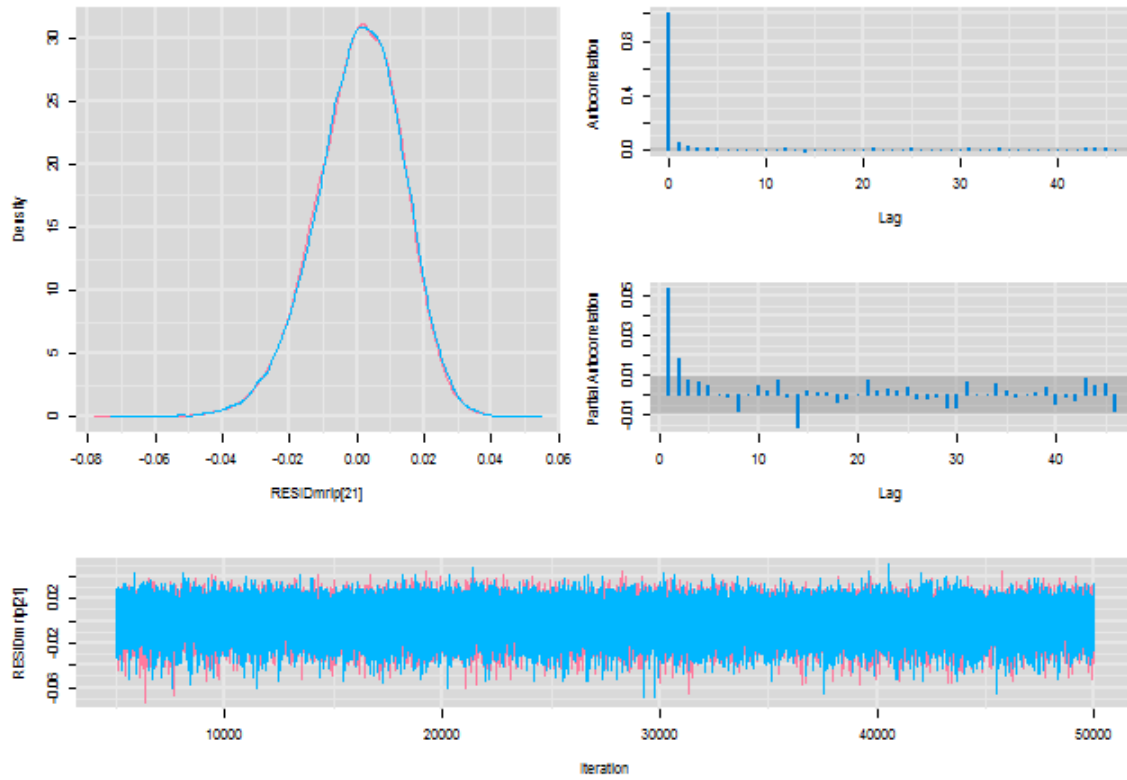 Density
0 5 10 15 20 25 30
−0.08 −0.06 −0.04 −0.02 0.00 0.02 0.04 0.06
RESIDmrip[21]
Autocorrelation
0.0 0.4 0.8
0 10 20 30 40
Lag
Partial Autocorrelation
−0.01 0.01 0.03 0.05
0 10 20 30 40
Lag
RESIDmrip[21]
−0.06 −0.02 0.02
10000 20000 30000 40000 50000
Iteration